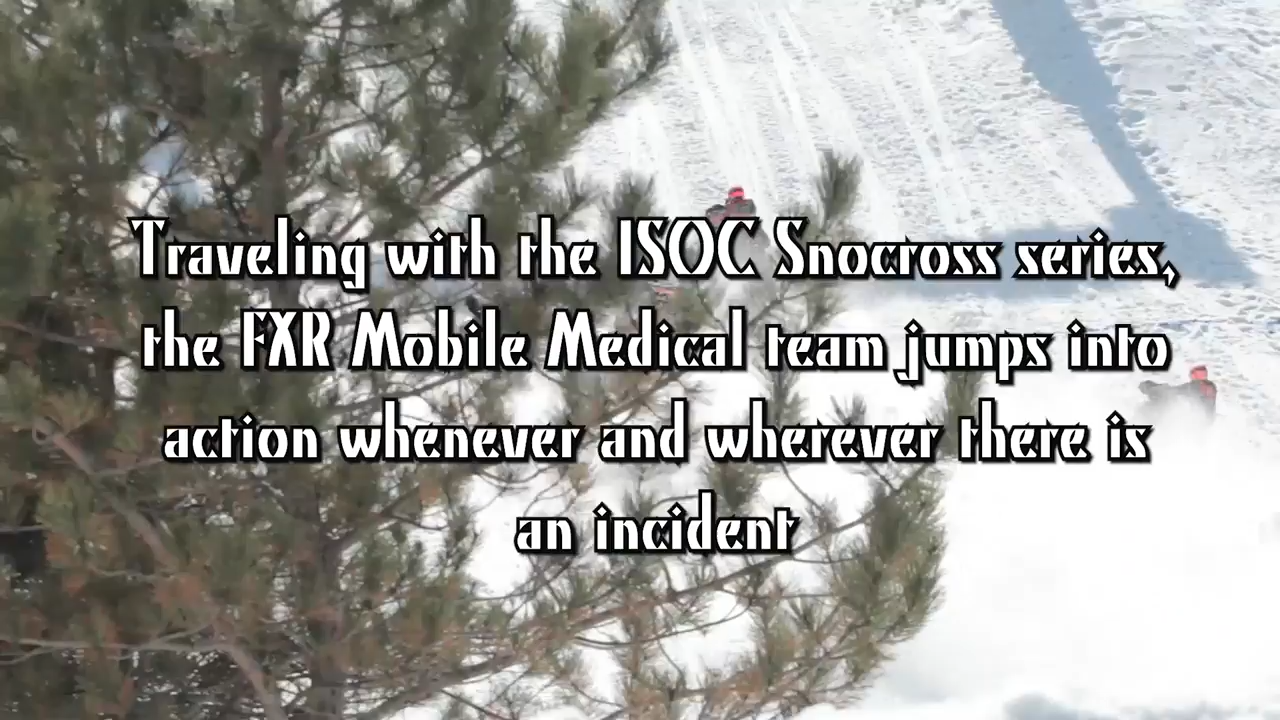 Traveling with the ISOC Snocross series,
the FXR Mobile Medical team jumps into
action whenever and wherever there is
an incident